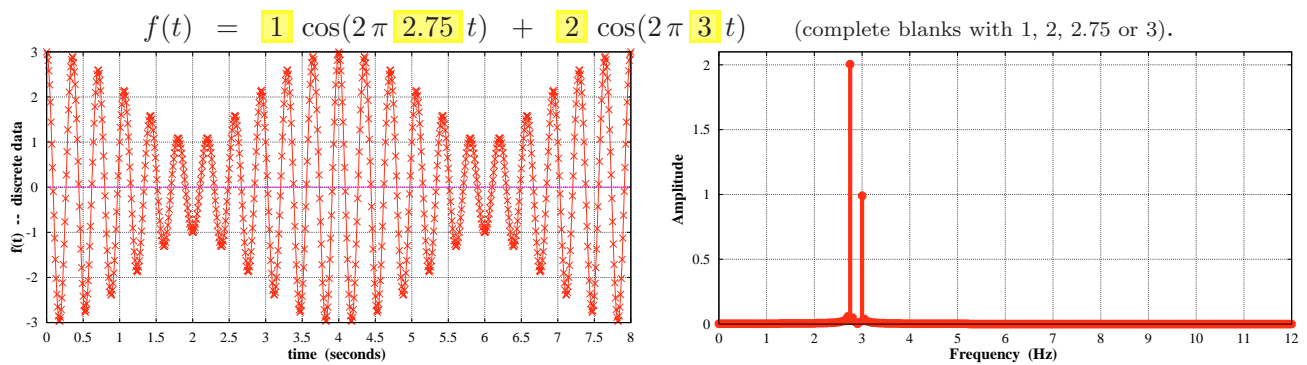 f(t) = 1 cos(2 π 2.75 t) + 2 cos(2 π 3 t) (complete blanks with 1, 2, 2.75 or 3).
3
2
1
0
-1
-2
-3
f(t) -- discrete data
0 0.5 1 1.5 2 2.5 3 3.5 4 4.5 5 5.5 6 6.5 7 7.5 8
time (seconds)
2
1.5
1
0.5
0
Amplitude
0 1 2 3 4 5 6 7 8 9 10 11 12
Frequency (Hz)